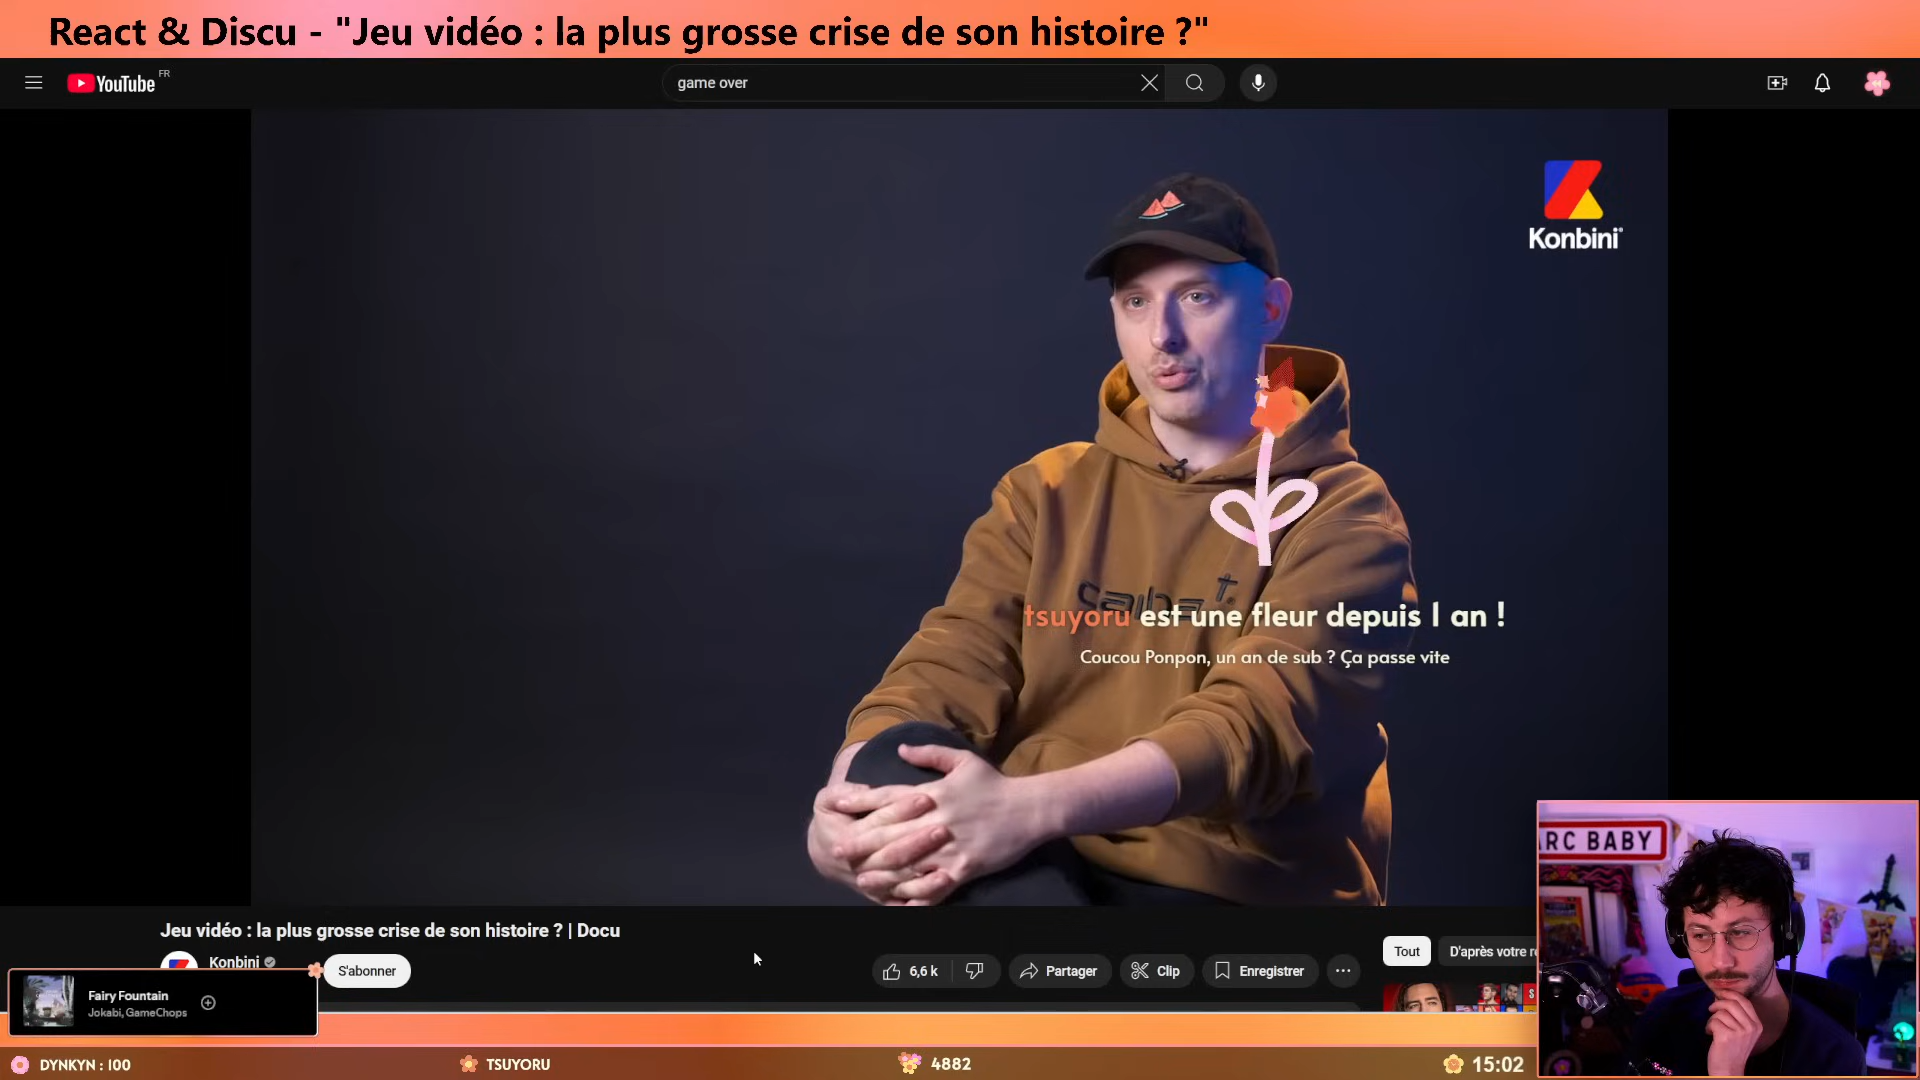 React & Discu - "Jeu vidéo : la plus grosse crise de son histoire ?"
YouTube FR
game over
Konbini
tsuyoru est une fleur depuis 1 an !
Coucou Ponpon, un an de sub ? Ça passe vite
Jeu vidéo : la plus grosse crise de son histoire ? | Docu
Konbini
S'abonner
6,6 k
Partager
Clip
Enregistrer
Tout
D'après votre re
ARC BABY
Fairy Fountain
Jokabi, GameChops
DYNKYN : 100
TSUYORU
4882
15:02